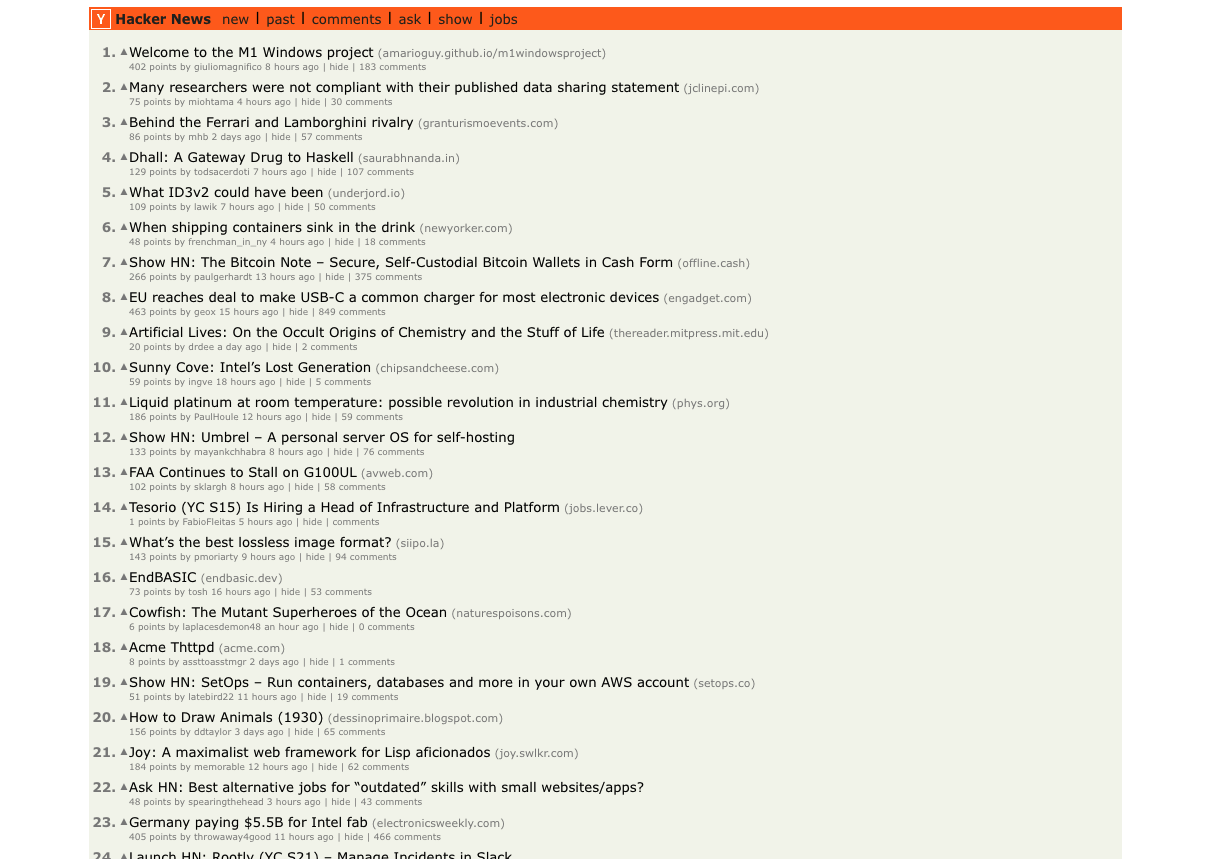 Y Hacker News new | past | comments | ask | show | jobs
1. ▲ Welcome to the M1 Windows project (amarioguy.github.io/m1windowsproject)
402 points by giuliomagnifico 8 hours ago | hide | 183 comments
2. ▲ Many researchers were not compliant with their published data sharing statement (jclinepi.com)
75 points by miohtama 4 hours ago | hide | 30 comments
3. ▲ Behind the Ferrari and Lamborghini rivalry (granturismoevents.com)
86 points by mhb 2 days ago | hide | 57 comments
4. ▲ Dhall: A Gateway Drug to Haskell (saurabhnanda.in)
129 points by todsacerdoti 7 hours ago | hide | 107 comments
5. ▲ What ID3v2 could have been (underjord.io)
109 points by lawik 7 hours ago | hide | 50 comments
6. ▲ When shipping containers sink in the drink (newyorker.com)
48 points by frenchman_in_ny 4 hours ago | hide | 18 comments
7. ▲ Show HN: The Bitcoin Note – Secure, Self-Custodial Bitcoin Wallets in Cash Form (offline.cash)
266 points by paulgerhardt 13 hours ago | hide | 375 comments
8. ▲ EU reaches deal to make USB-C a common charger for most electronic devices (engadget.com)
463 points by geox 15 hours ago | hide | 849 comments
9. ▲ Artificial Lives: On the Occult Origins of Chemistry and the Stuff of Life (thereader.mitpress.mit.edu)
20 points by drdee a day ago | hide | 2 comments
10. ▲ Sunny Cove: Intel’s Lost Generation (chipsandcheese.com)
59 points by ingve 18 hours ago | hide | 5 comments
11. ▲ Liquid platinum at room temperature: possible revolution in industrial chemistry (phys.org)
186 points by PaulHoule 12 hours ago | hide | 59 comments
12. ▲ Show HN: Umbrel – A personal server OS for self-hosting
133 points by mayankchhabra 8 hours ago | hide | 76 comments
13. ▲ FAA Continues to Stall on G100UL (avweb.com)
102 points by sklargh 8 hours ago | hide | 58 comments
14. ▲ Tesorio (YC S15) Is Hiring a Head of Infrastructure and Platform (jobs.lever.co)
1 points by FabioFleitas 5 hours ago | hide | comments
15. ▲ What’s the best lossless image format? (siipo.la)
143 points by pmoriarty 9 hours ago | hide | 94 comments
16. ▲ EndBASIC (endbasic.dev)
73 points by tosh 16 hours ago | hide | 53 comments
17. ▲ Cowfish: The Mutant Superheroes of the Ocean (naturespoisons.com)
6 points by laplacesdemon48 an hour ago | hide | 0 comments
18. ▲ Acme Thttpd (acme.com)
8 points by assttoasstmgr 2 days ago | hide | 1 comments
19. ▲ Show HN: SetOps – Run containers, databases and more in your own AWS account (setops.co)
51 points by latebird22 11 hours ago | hide | 19 comments
20. ▲ How to Draw Animals (1930) (dessinoprimaire.blogspot.com)
156 points by ddtaylor 3 days ago | hide | 65 comments
21. ▲ Joy: A maximalist web framework for Lisp aficionados (joy.swlkr.com)
184 points by memorable 12 hours ago | hide | 62 comments
22. ▲ Ask HN: Best alternative jobs for “outdated” skills with small websites/apps?
48 points by spearingthehead 3 hours ago | hide | 43 comments
23. ▲ Germany paying $5.5B for Intel fab (electronicsweekly.com)
405 points by throwaway4good 11 hours ago | hide | 466 comments
24. ▲ Launch HN: Rootly (YC S21) – Manage Incidents in Slack